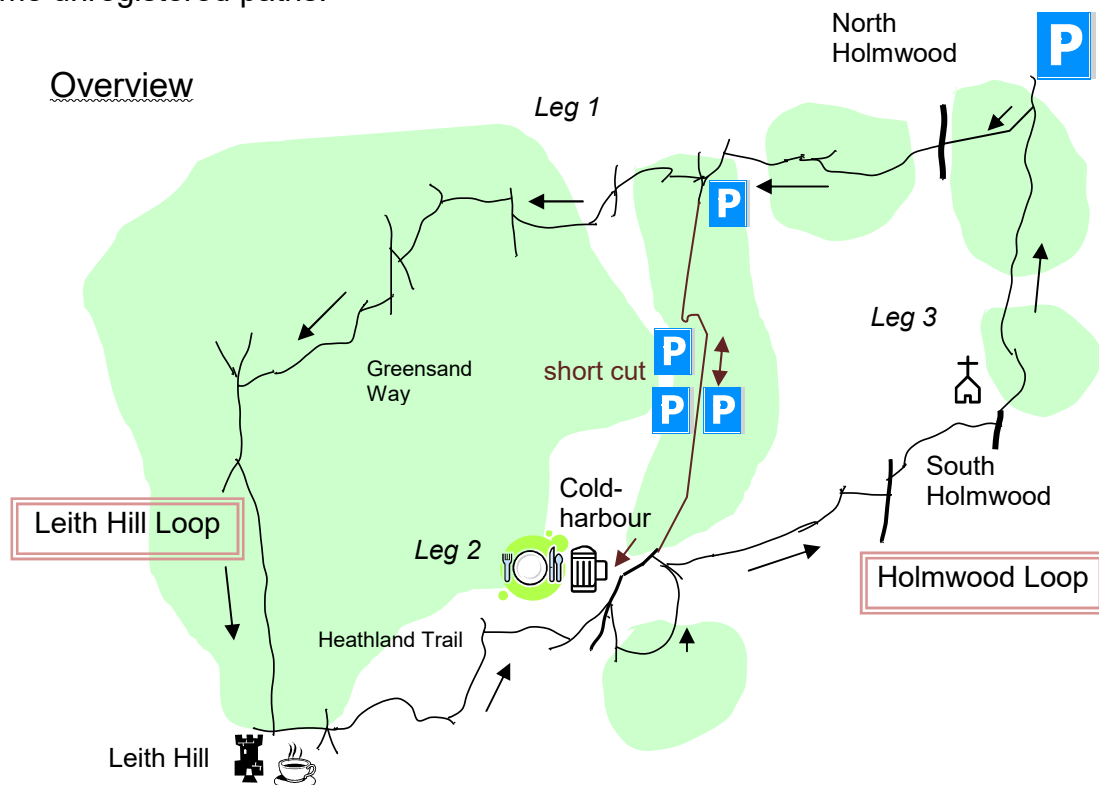 North
Holmwood
P
Overview
Leg 1
P
Leg 3
P
short cut
Greensand
Way
P
P
Cold-
harbour
South
Holmwood
Leith Hill Loop
Leg 2
Holmwood Loop
Heathland Trail
Leith Hill